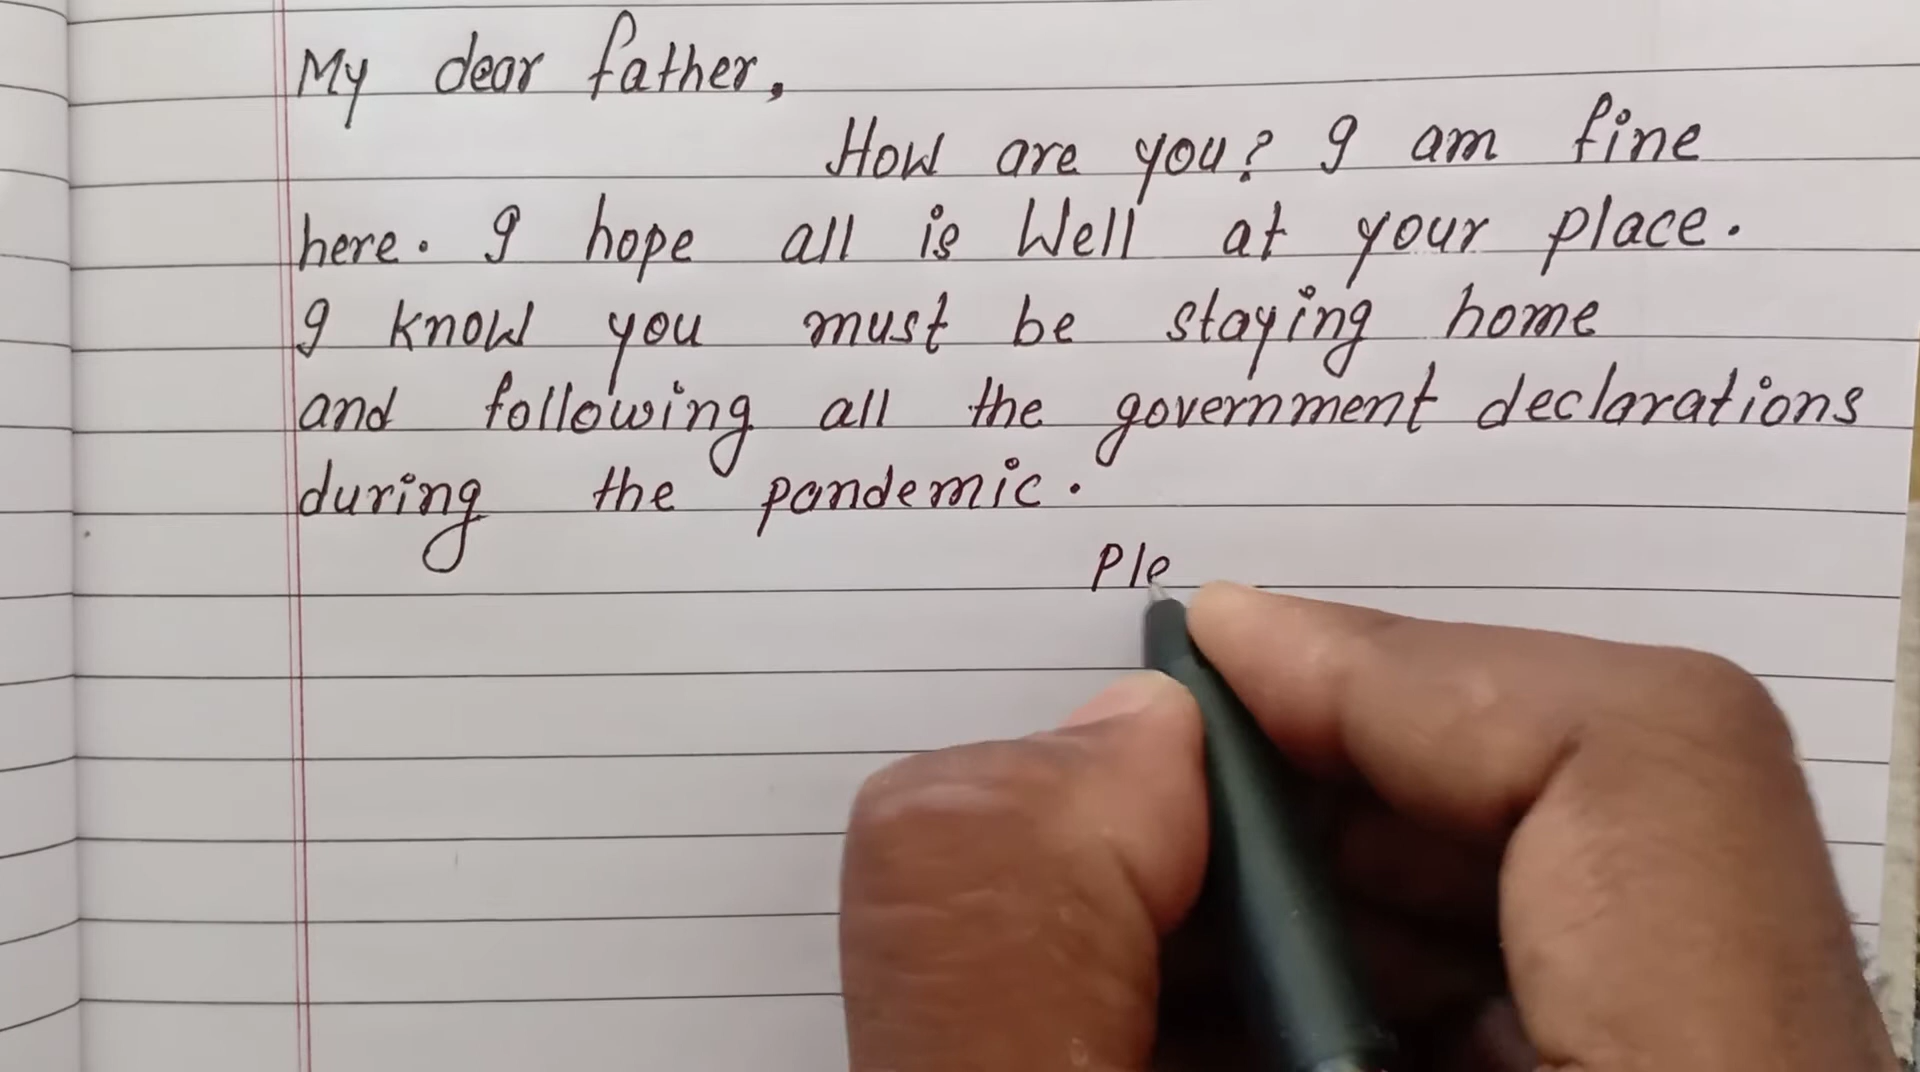 My dear father,
How are you? I am fine
here. I hope all is well at your place.
I know you must be staying home
and following all the government declarations
during the pandemic.
Ple